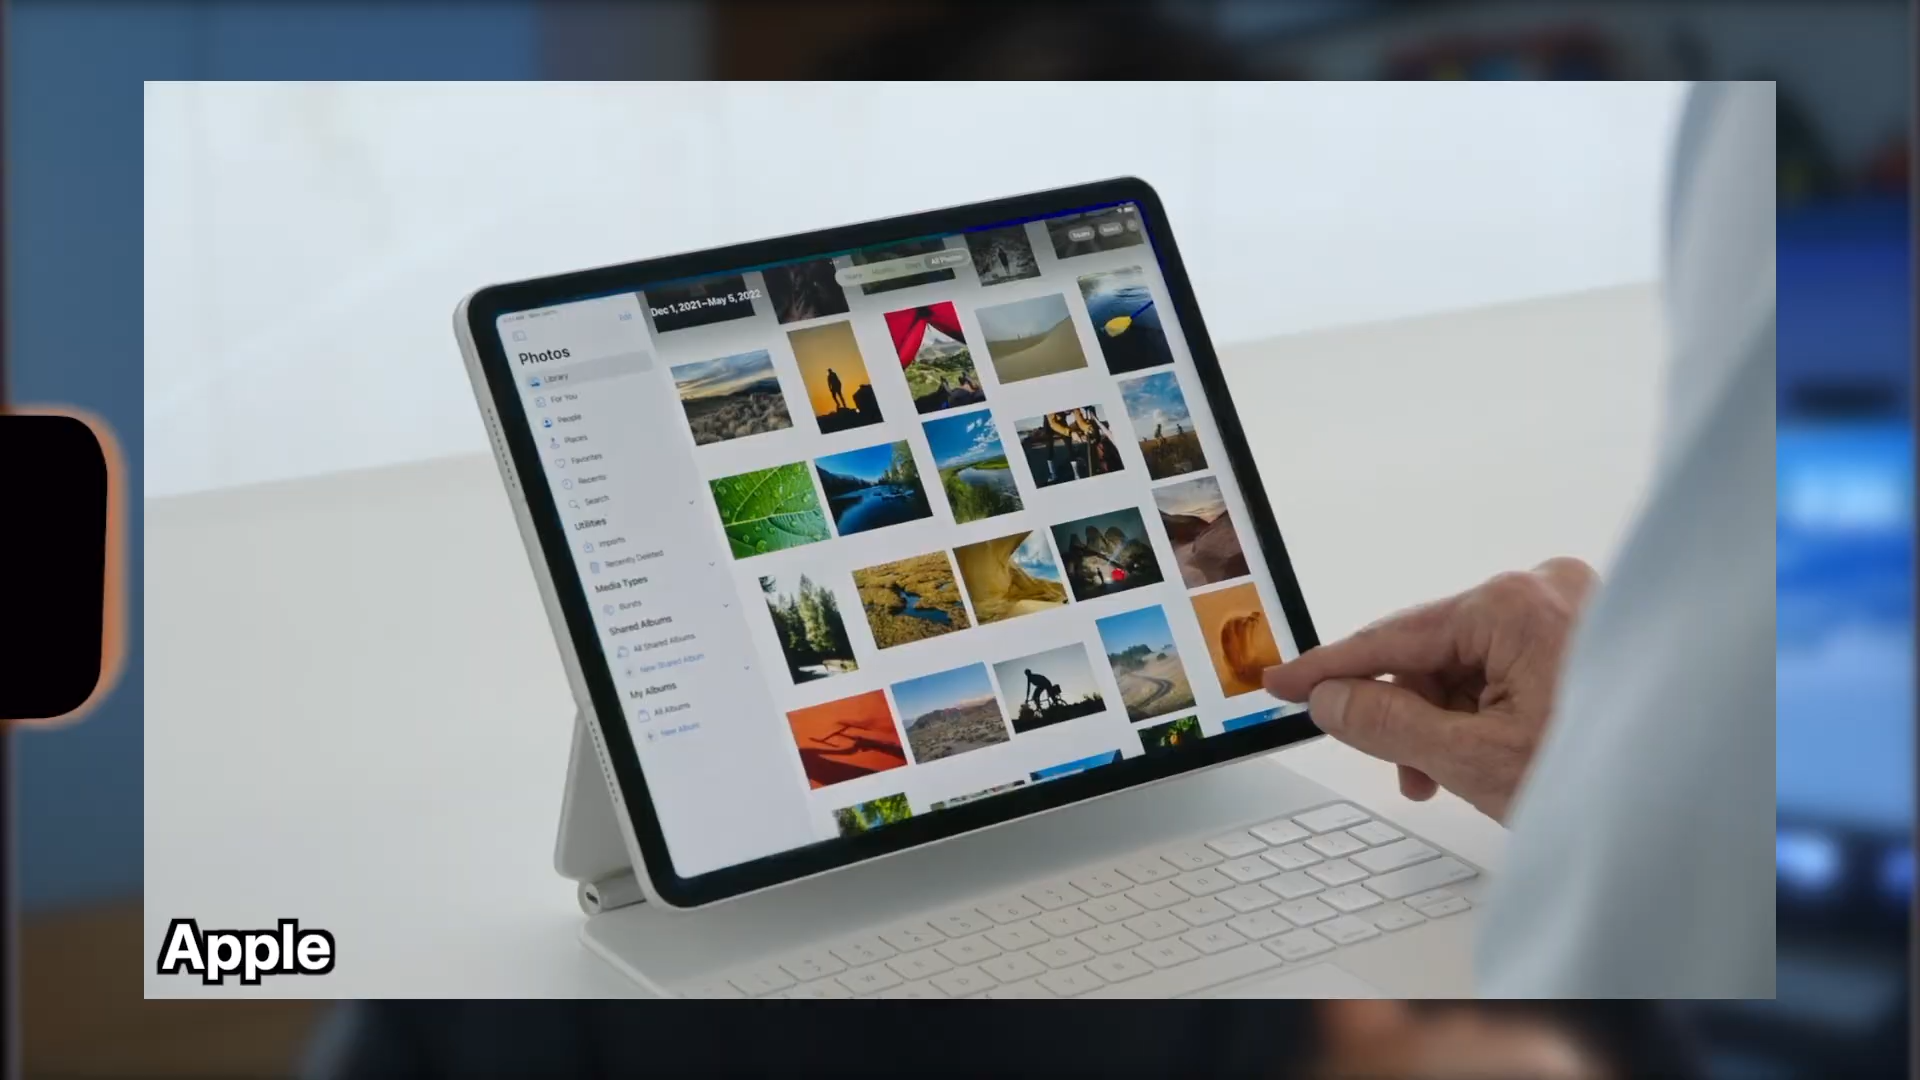 Edit
Photos
Library
For You
People
Places
Favorites
Recents
Search
Utilities
Imports
Recently Deleted
Media Types
Bursts
Shared Albums
All Shared Albums
New Shared Album
My Albums
All Albums
New Album
Dec 1, 2021–May 5, 2022
All Photos
Apple